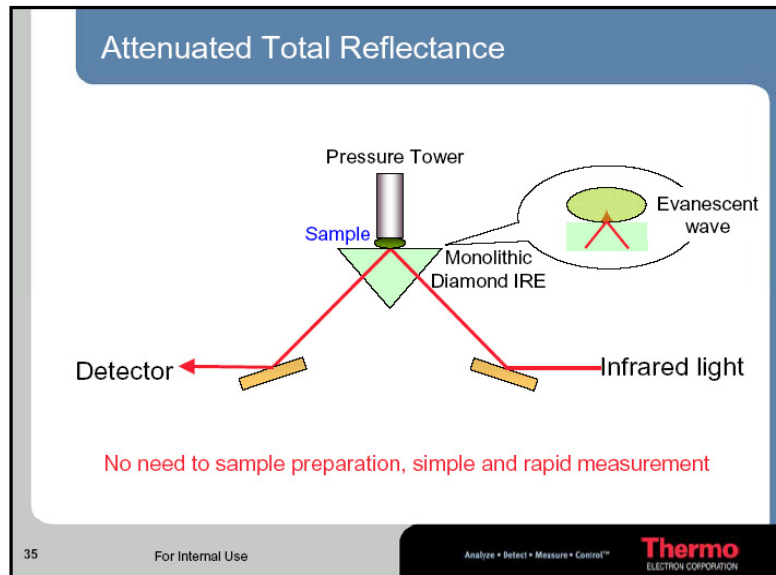 Attenuated Total Reflectance
Pressure Tower
Sample
Evanescent
wave
Monolithic
Diamond IRE
Detector
Infrared light
No need to sample preparation, simple and rapid measurement
35
For Internal Use
Analyze • Detect • Measure • Control™
Thermo
ELECTRON CORPORATION